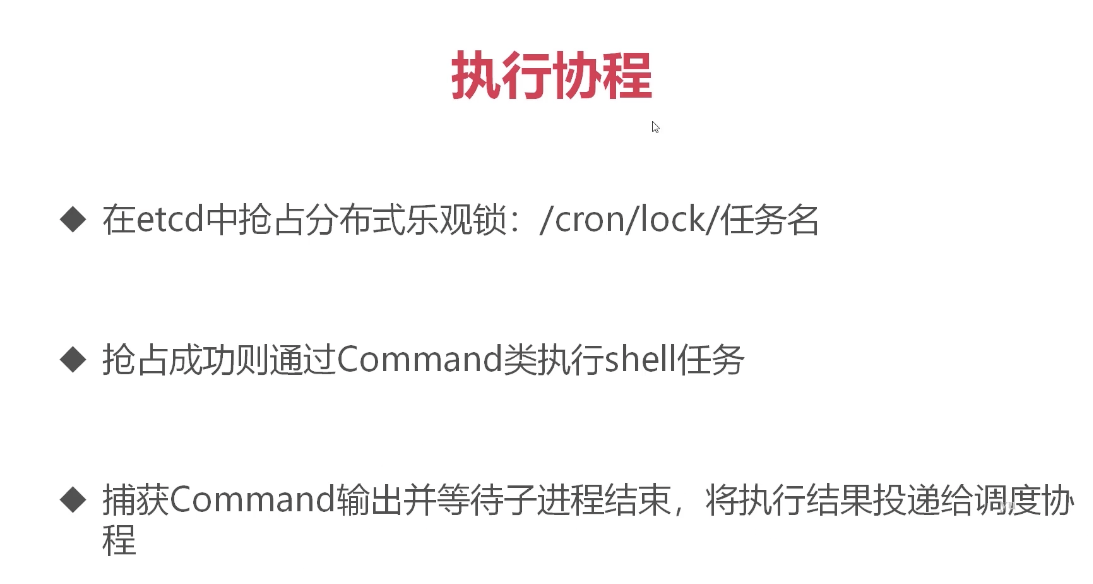 执行协程
◆ 在etcd中抢占分布式乐观锁：/cron/lock/任务名
◆ 抢占成功则通过Command类执行shell任务
◆ 捕获Command输出并等待子进程结束，将执行结果投递给调度协
程